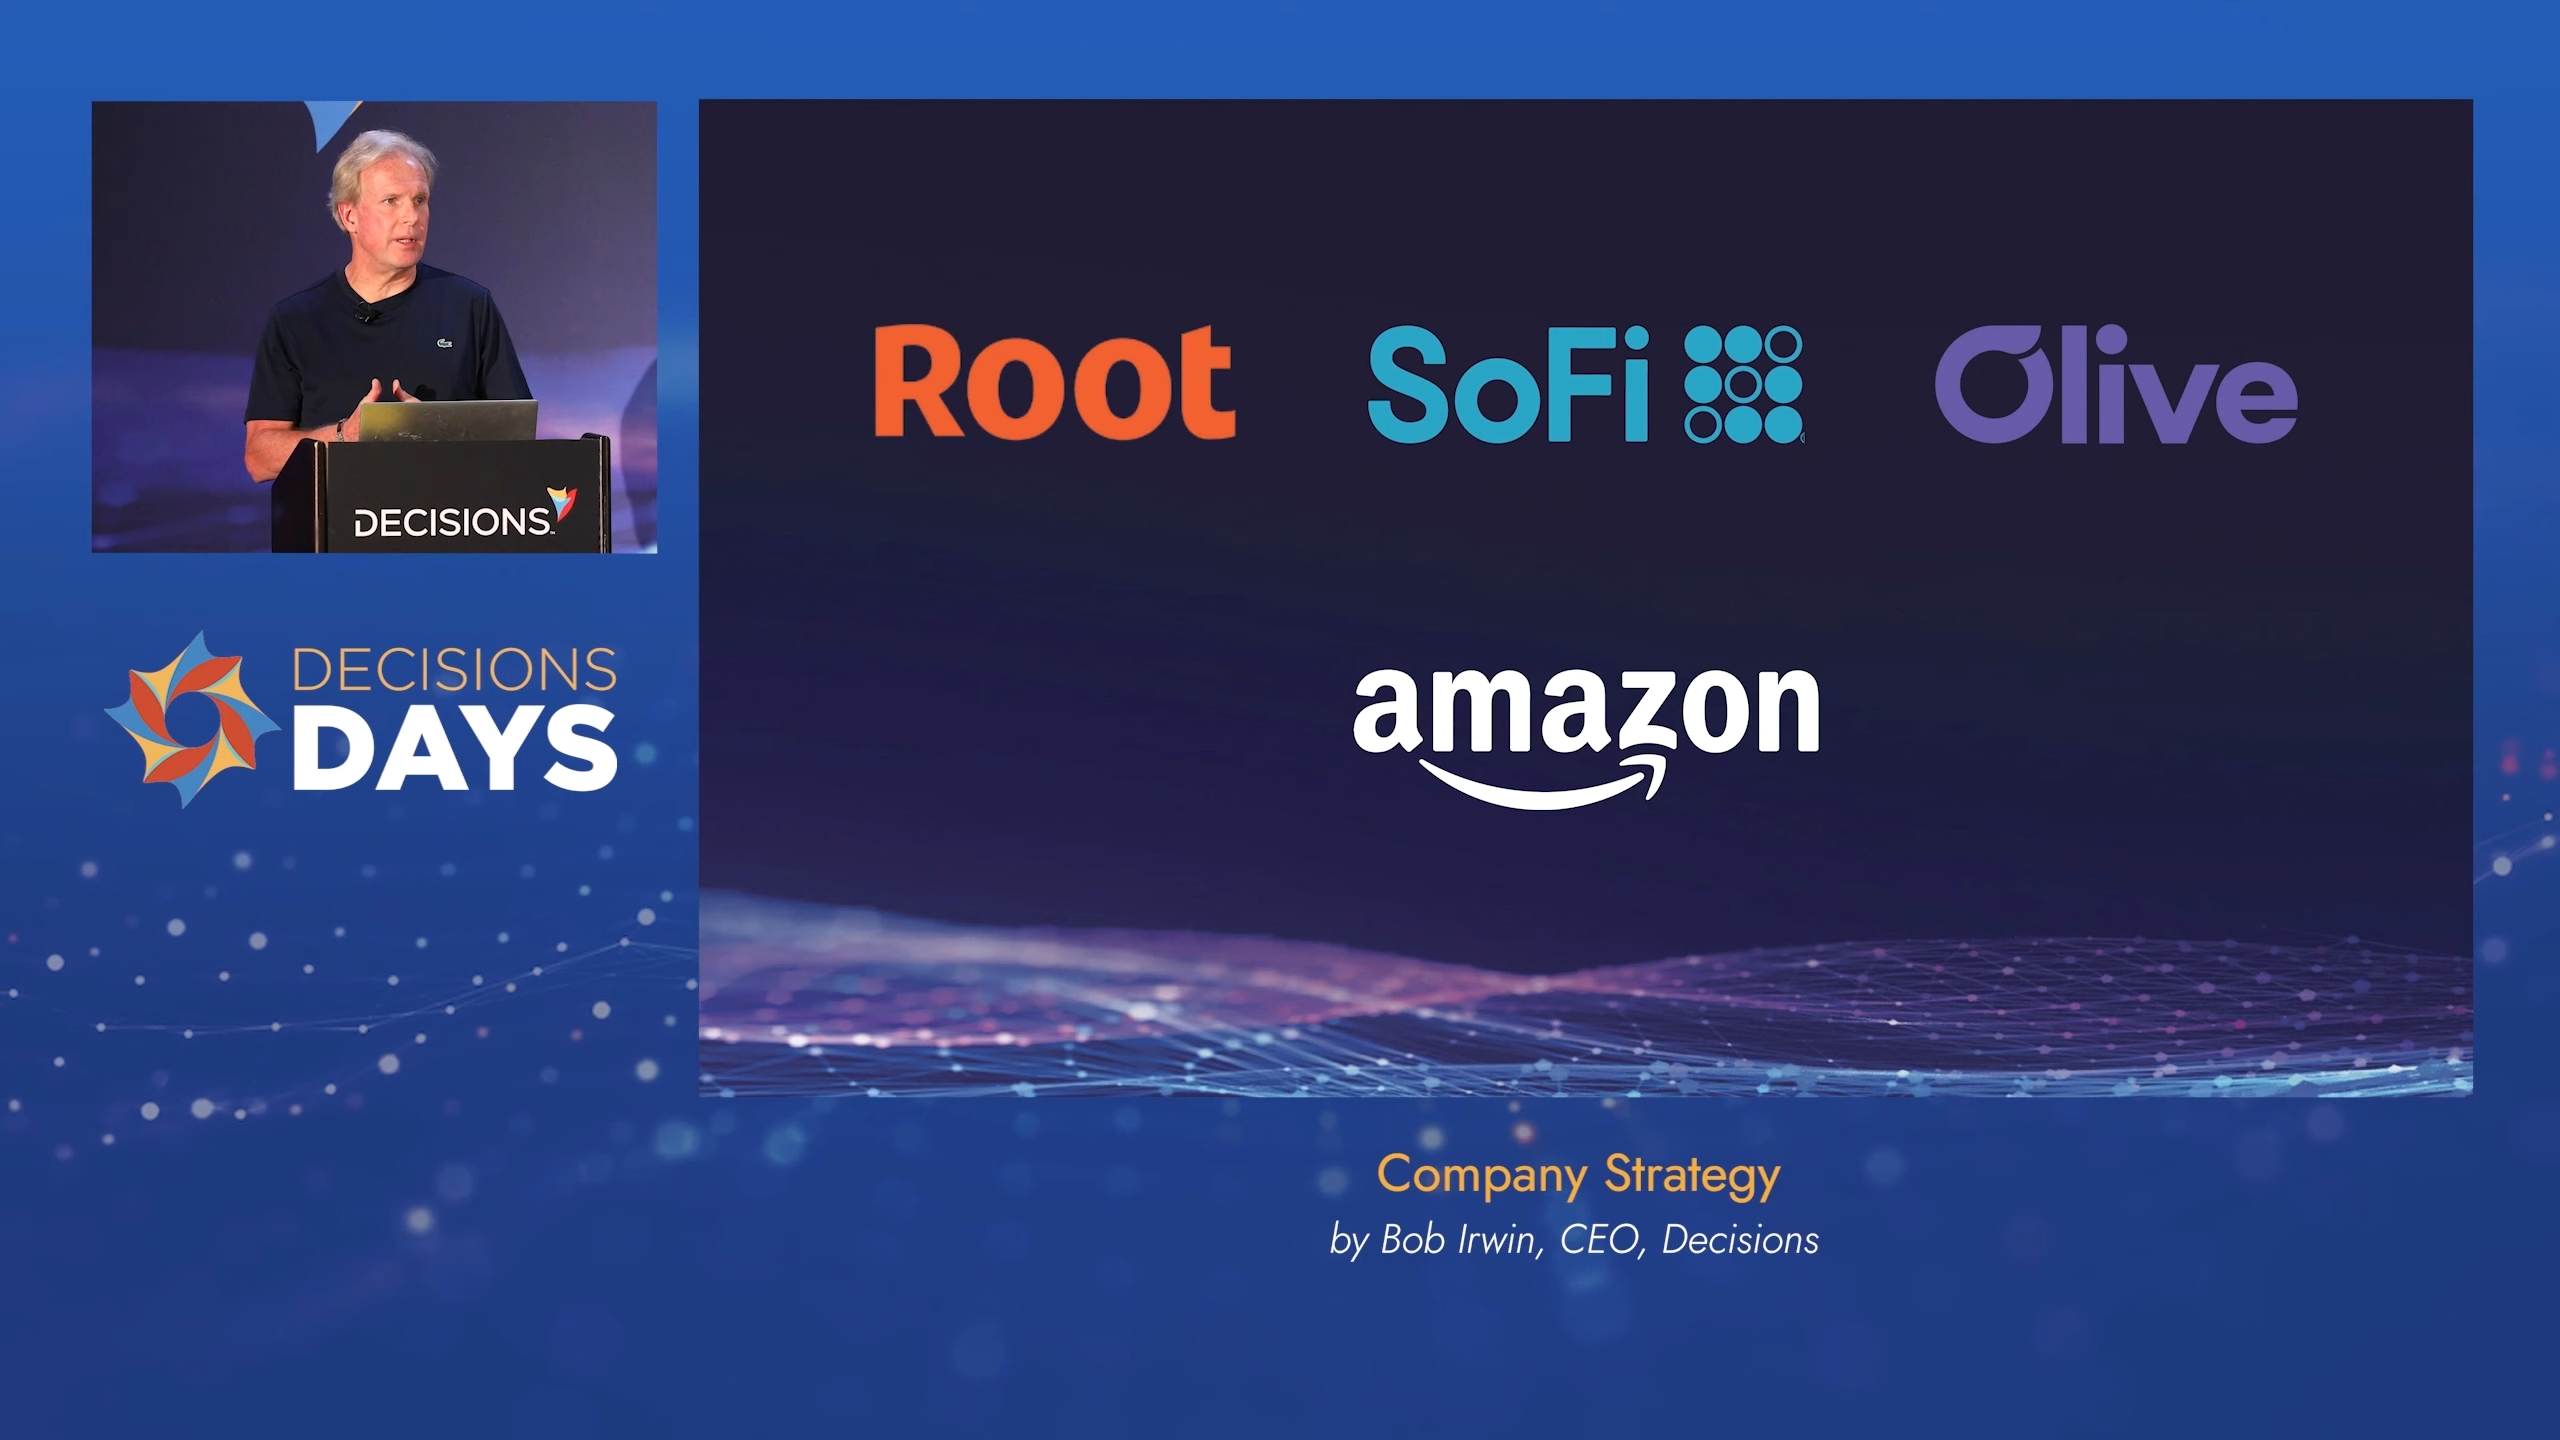 DECISIONS
DECISIONS
DAYS
Root
SoFi
Olive
amazon
Company Strategy
by Bob Irwin, CEO, Decisions